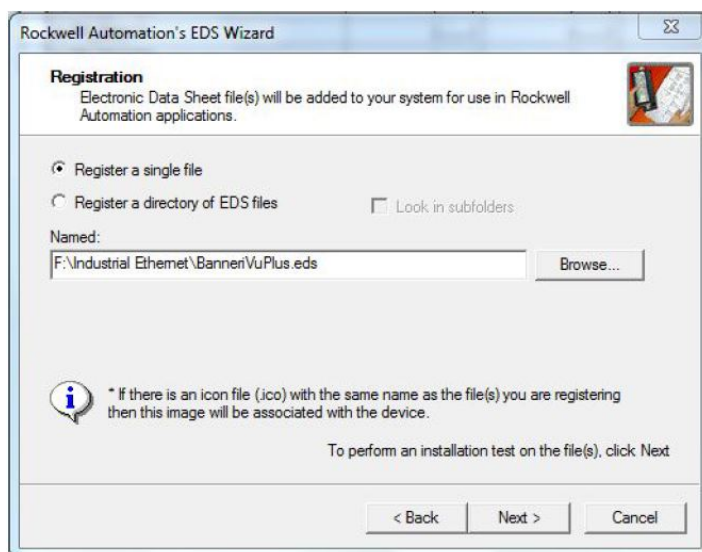 Rockwell Automation's EDS Wizard
Registration
Electronic Data Sheet file(s) will be added to your system for use in Rockwell
Automation applications.
Register a single file
Register a directory of EDS files
Look in subfolders
Named:
F:\Industrial Ethernet\BanneriVuPlus.eds
Browse...
* If there is an icon file (.ico) with the same name as the file(s) you are registering
then this image will be associated with the device.
To perform an installation test on the file(s), click Next
< Back
Next >
Cancel